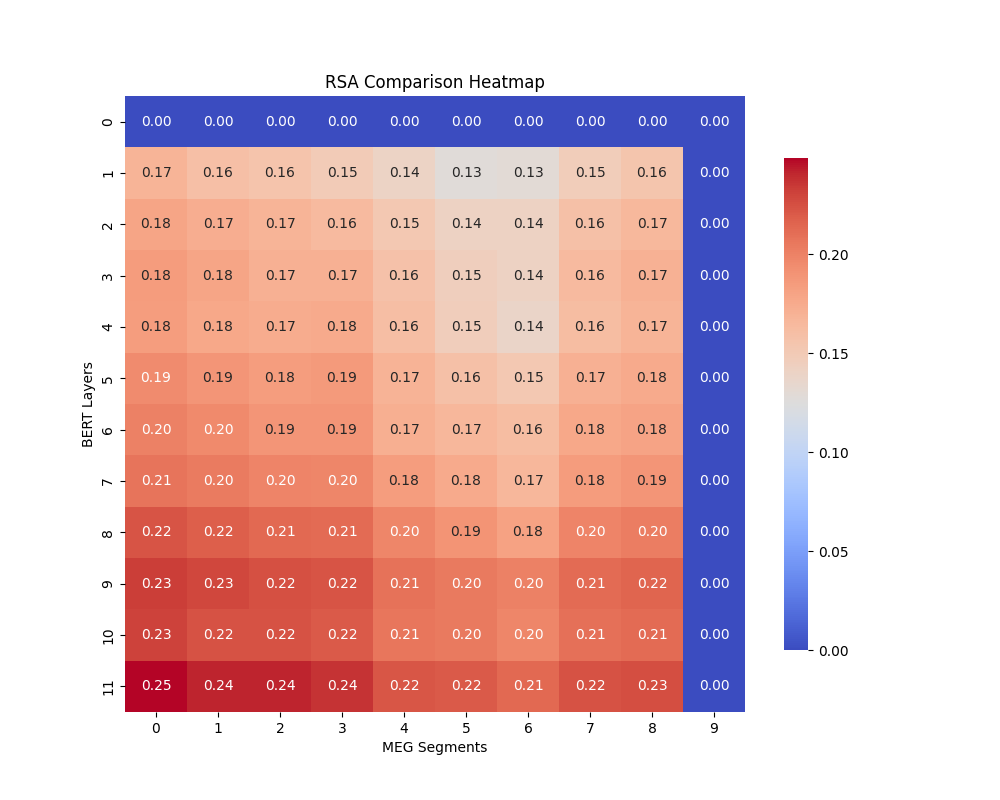 RSA Comparison Heatmap
0 0.00 0.00 0.00 0.00 0.00 0.00 0.00 0.00 0.00 0.00
1 0.17 0.16 0.16 0.15 0.14 0.13 0.13 0.15 0.16 0.00
2 0.18 0.17 0.17 0.16 0.15 0.14 0.14 0.16 0.17 0.00
3 0.18 0.18 0.17 0.17 0.16 0.15 0.14 0.16 0.17 0.00
4 0.18 0.18 0.17 0.18 0.16 0.15 0.14 0.16 0.17 0.00
5 0.19 0.19 0.18 0.19 0.17 0.16 0.15 0.17 0.18 0.00
6 0.20 0.20 0.19 0.19 0.17 0.17 0.16 0.18 0.18 0.00
7 0.21 0.20 0.20 0.20 0.18 0.18 0.17 0.18 0.19 0.00
8 0.22 0.22 0.21 0.21 0.20 0.19 0.18 0.20 0.20 0.00
9 0.23 0.23 0.22 0.22 0.21 0.20 0.20 0.21 0.22 0.00
10 0.23 0.22 0.22 0.22 0.21 0.20 0.20 0.21 0.21 0.00
11 0.25 0.24 0.24 0.24 0.22 0.22 0.21 0.22 0.23 0.00
0 1 2 3 4 5 6 7 8 9
MEG Segments
BERT Layers
0.20
0.15
0.10
0.05
0.00